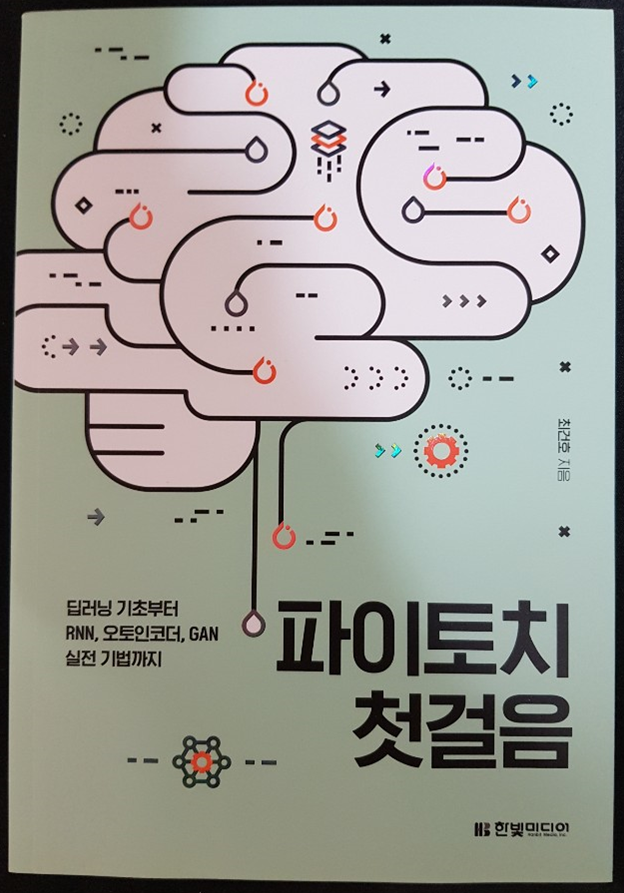 최건호 지음
딥러닝 기초부터
RNN, 오토인코더, GAN
실전 기법까지
파이토치
첫걸음
한빛미디어